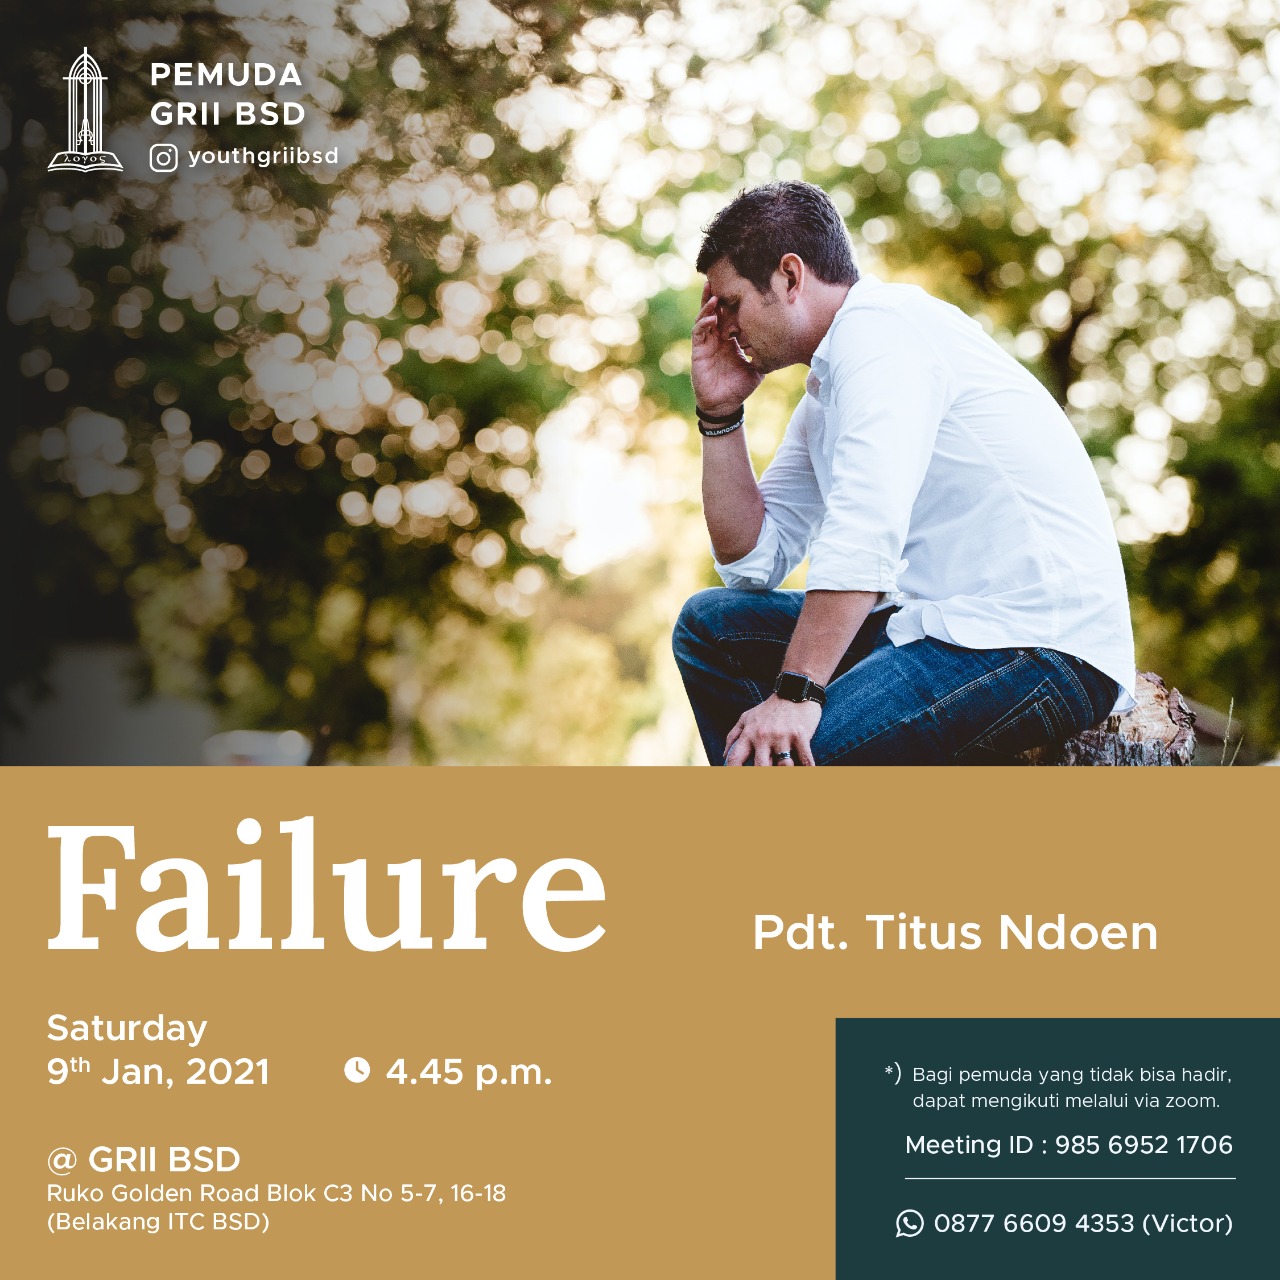 PEMUDA
GRII BSD
youthgriibsd
λογος
Failure
Pdt. Titus Ndoen
Saturday
9th Jan, 2021
4.45 p.m.
@ GRII BSD
Ruko Golden Road Blok C3 No 5-7, 16-18
(Belakang ITC BSD)
*) Bagi pemuda yang tidak bisa hadir,
dapat mengikuti melalui via zoom.
Meeting ID : 985 6952 1706
0877 6609 4353 (Victor)